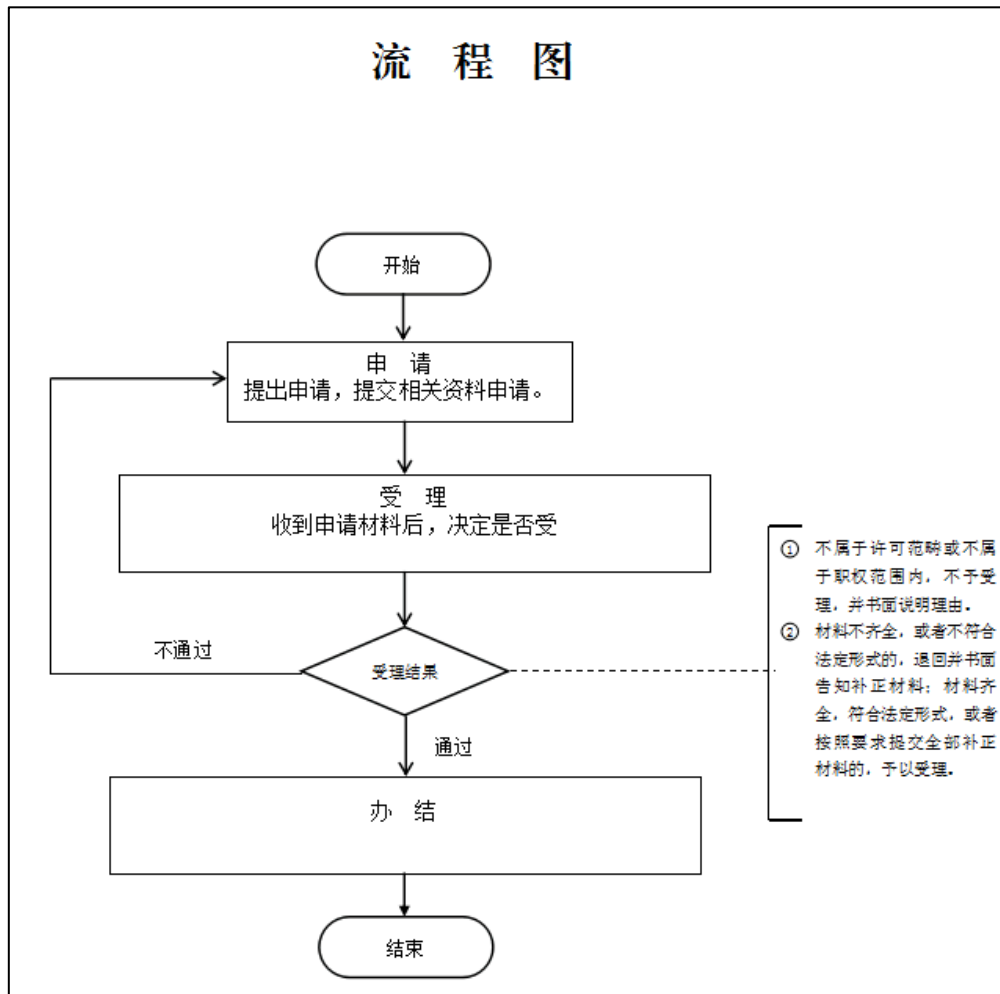 流 程 图
开始
申 请
提出申请，提交相关资料申请。
受 理
收到申请材料后，决定是否受
① 不属于许可范畴或不属
于职权范围内，不予受
理，并书面说明理由。
② 材料不齐全，或者不符合
法定形式的，退回并书面
告知补正材料；材料齐
全，符合法定形式，或者
按照要求提交全部补正
材料的，予以受理。
不通过
受理结果
通过
办 结
结束